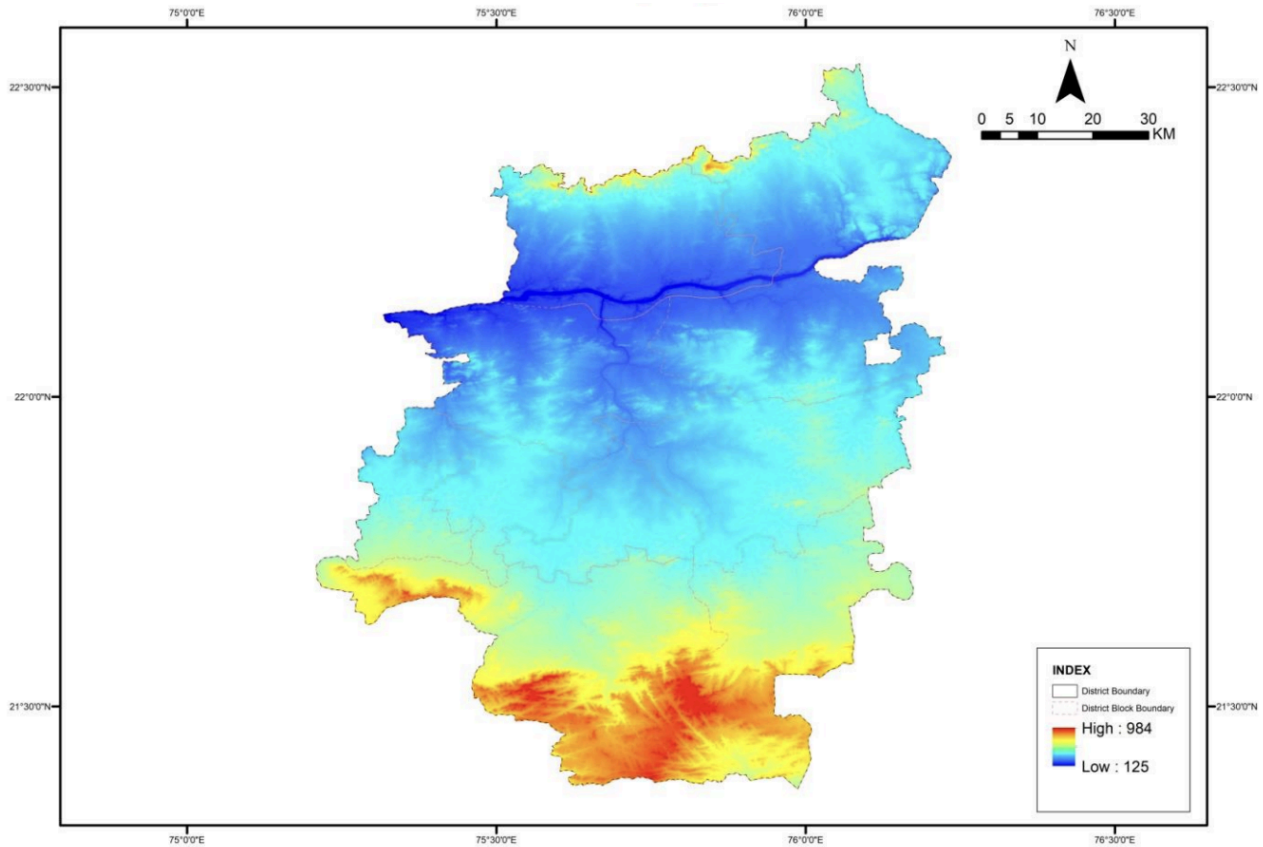 75°0'0"E 75°30'0"E 76°0'0"E 76°30'0"E
N
22°30'0"N 22°30'0"N
0 5 10 20 30
KM
22°0'0"N 22°0'0"N
INDEX
District Boundary
District Block Boundary
21°30'0"N 21°30'0"N
High : 984
Low : 125
75°0'0"E 75°30'0"E 76°0'0"E 76°30'0"E